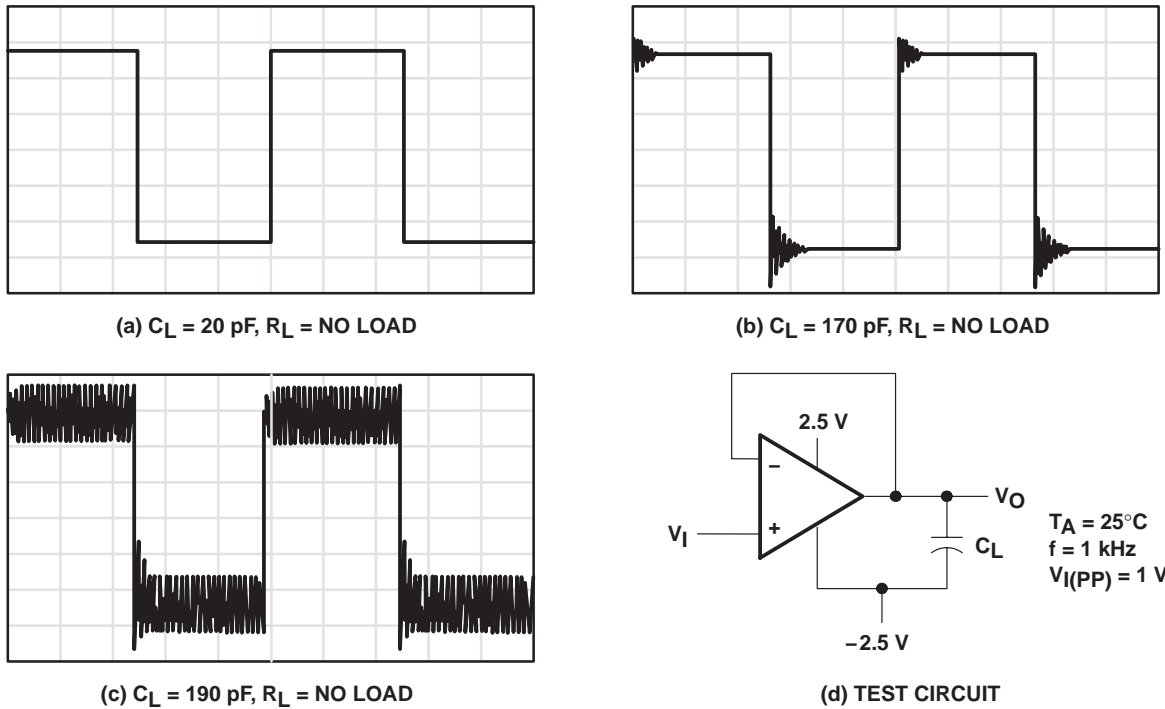 (a) CL = 20 pF, RL = NO LOAD
(b) CL = 170 pF, RL = NO LOAD
(c) CL = 190 pF, RL = NO LOAD
2.5 V
−
+
VI
VO
CL
−2.5 V
TA = 25°C
f = 1 kHz
VI(PP) = 1 V
(d) TEST CIRCUIT